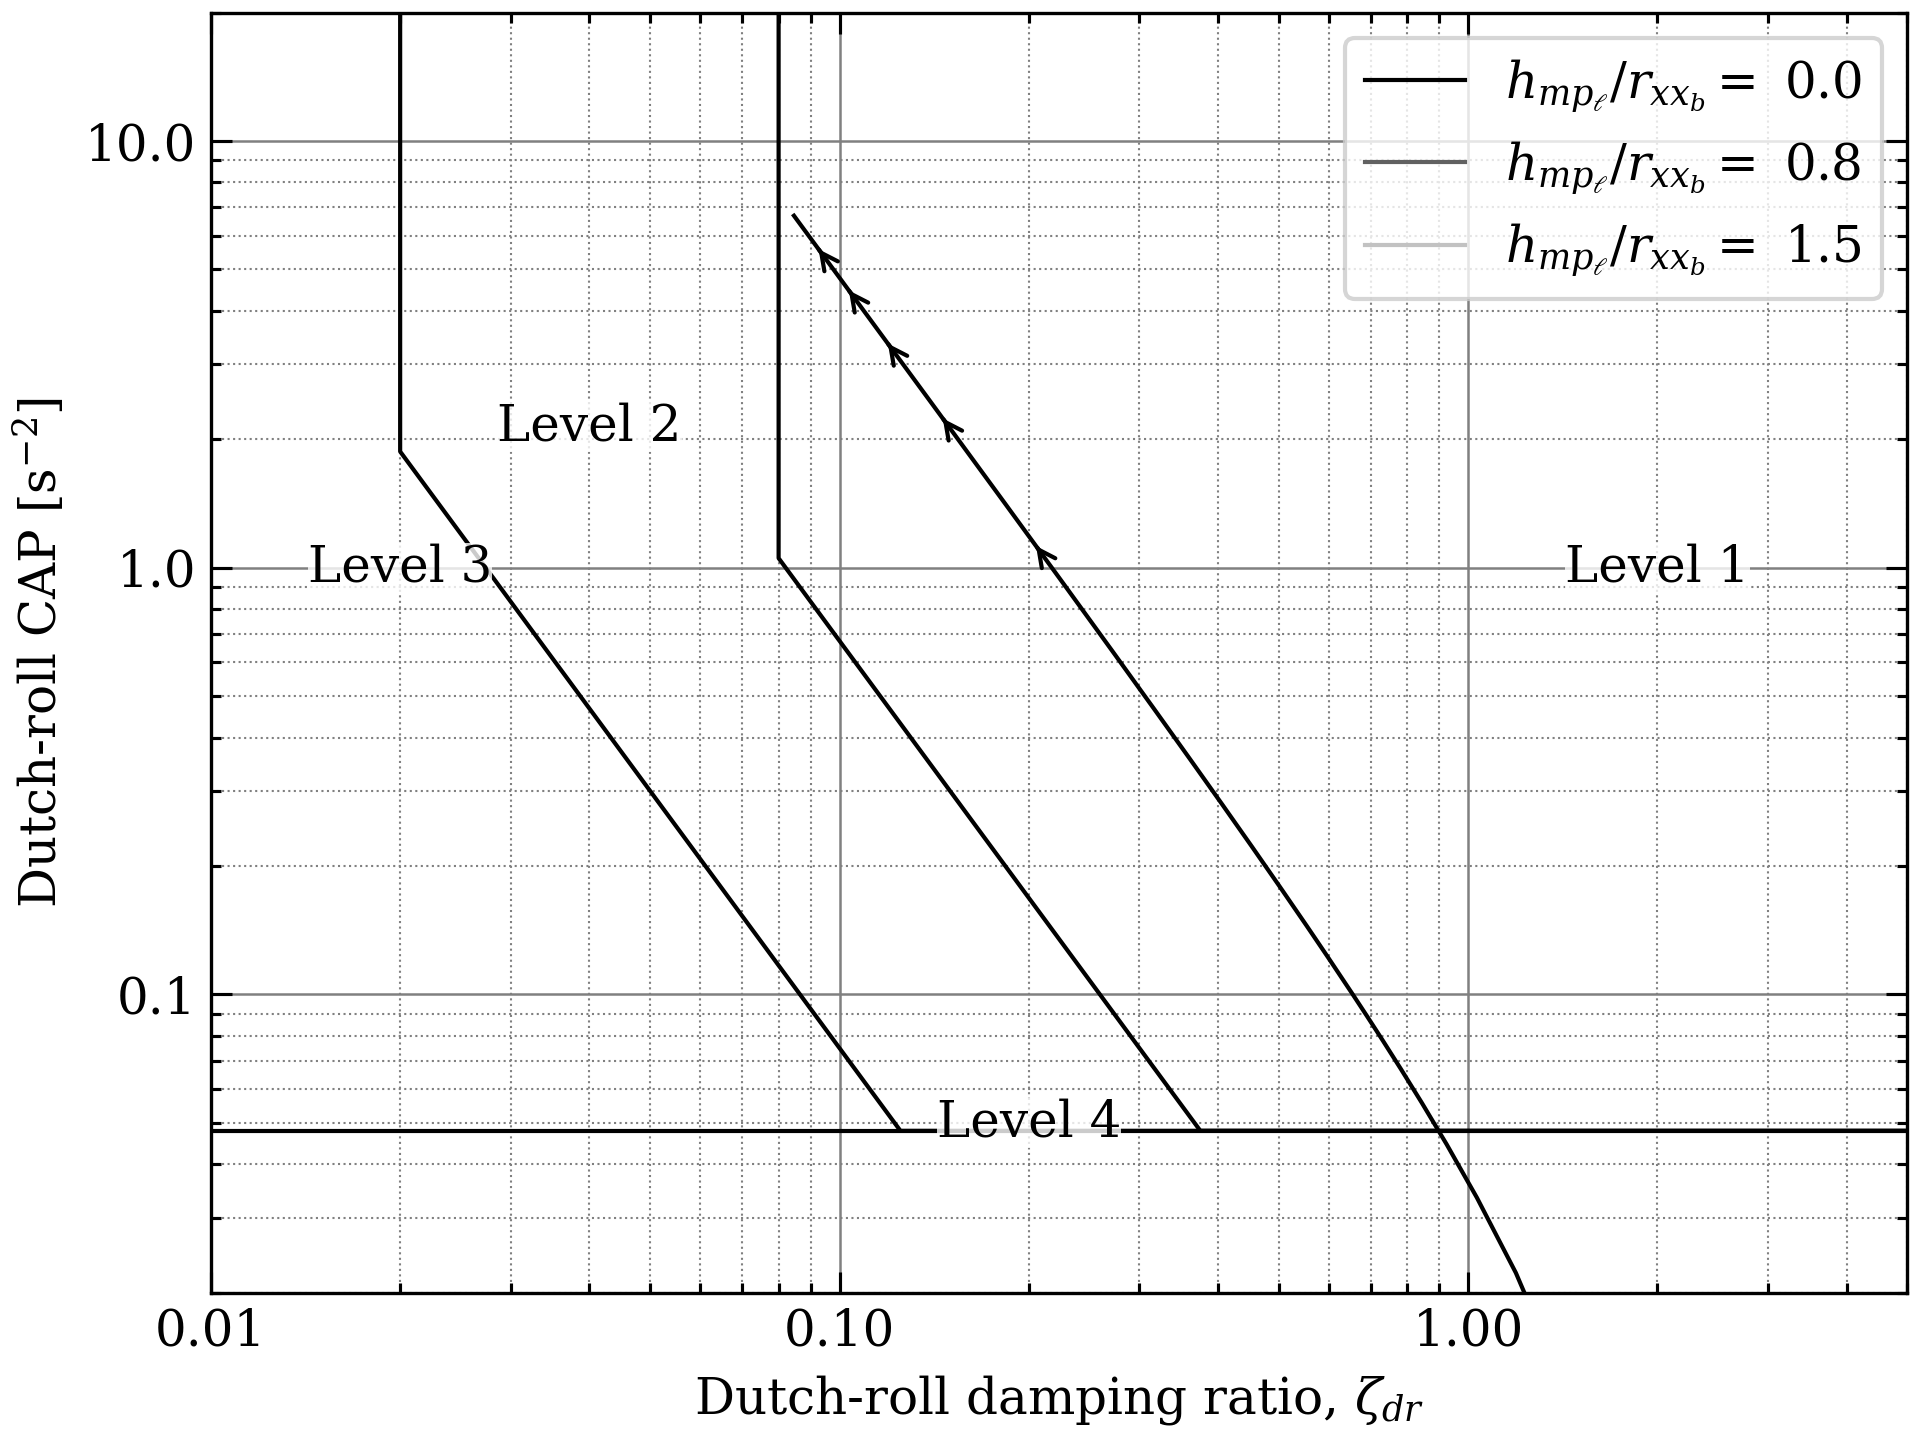 h_{mp_ℓ}/r_{xx_b} = 0.0
h_{mp_ℓ}/r_{xx_b} = 0.8
h_{mp_ℓ}/r_{xx_b} = 1.5
10.0
1.0
0.1
Dutch-roll CAP [s⁻²]
Level 2
Level 3
Level 1
Level 4
0.01
0.10
1.00
Dutch-roll damping ratio, ζ_{dr}